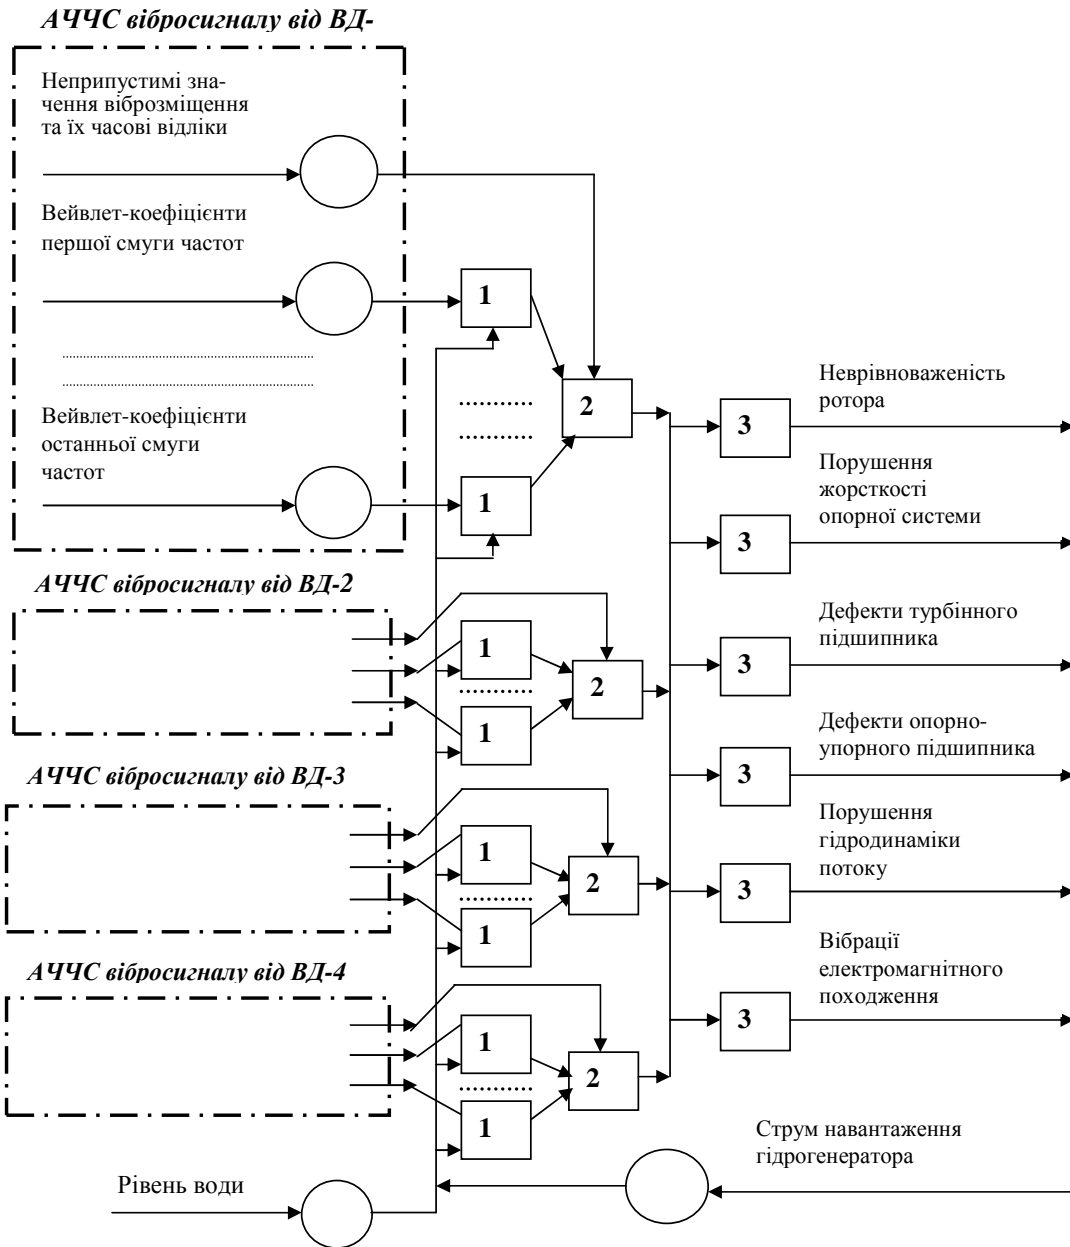 АЧЧС вібросигналу від ВД-
Неприпустимі зна-
чення віброзміщення
та їх часові відліки
Вейвлет-коефіцієнти
першої смуги частот
1
2
Вейвлет-коефіцієнти
останньої смуги
частот
1
3
Неврівноваженість
ротора
3
Порушення
жорсткості
опорної системи
АЧЧС вібросигналу від ВД-2
1
2
1
3
Дефекти турбінного
підшипника
3
Дефекти опорно-
упорного підшипника
АЧЧС вібросигналу від ВД-3
1
2
1
3
Порушення
гідродинаміки
потоку
АЧЧС вібросигналу від ВД-4
1
2
1
3
Вібрації
електромагнітного
походження
Струм навантаження
гідрогенератора
Рівень води